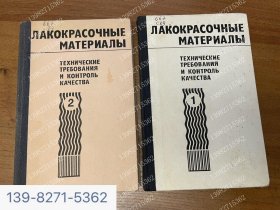 ЛАКОКРАСОЧНЫЕ
МАТЕРИАЛЫ
ТЕХНИЧЕСКИЕ
ТРЕБОВАНИЯ
И КОНТРОЛЬ
КАЧЕСТВА
2
ЛАКОКРАСОЧНЫЕ
МАТЕРИАЛЫ
ТЕХНИЧЕСКИЕ
ТРЕБОВАНИЯ
И КОНТРОЛЬ
КАЧЕСТВА
1
139-8271-5362